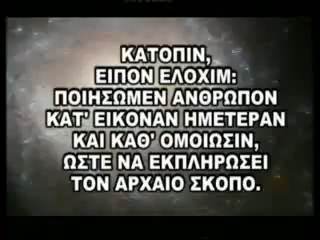 ΚΑΤΟΠΙΝ,
ΕΙΠΟΝ ΕΛΟΧΙΜ:
ΠΟΙΗΣΩΜΕΝ ΑΝΘΡΩΠΟΝ
ΚΑΤ' ΕΙΚΟΝΑΝ ΗΜΕΤΕΡΑΝ
ΚΑΙ ΚΑΘ' ΟΜΟΙΩΣΙΝ,
ΩΣΤΕ ΝΑ ΕΚΠΛΗΡΩΣΕΙ
ΤΟΝ ΑΡΧΑΙΟ ΣΚΟΠΟ.